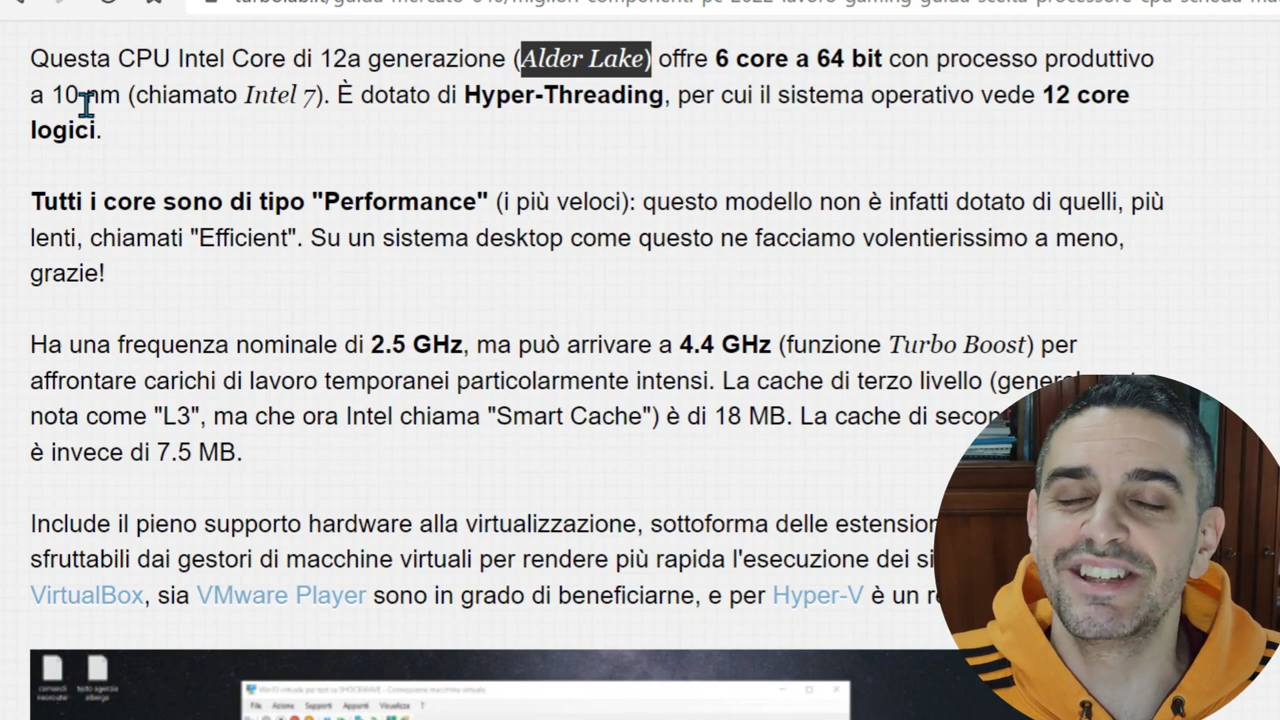 Questa CPU Intel Core di 12a generazione (Alder Lake) offre 6 core a 64 bit con processo produttivo
a 10 nm (chiamato Intel 7). È dotato di Hyper-Threading, per cui il sistema operativo vede 12 core
logici.
Tutti i core sono di tipo "Performance" (i più veloci): questo modello non è infatti dotato di quelli, più
lenti, chiamati "Efficient". Su un sistema desktop come questo ne facciamo volentierissimo a meno,
grazie!
Ha una frequenza nominale di 2.5 GHz, ma può arrivare a 4.4 GHz (funzione Turbo Boost) per
affrontare carichi di lavoro temporanei particolarmente intensi. La cache di terzo livello
nota come "L3", ma che ora Intel chiama "Smart Cache") è di 18 MB. La cache di
è invece di 7.5 MB.
Include il pieno supporto hardware alla virtualizzazione, sottoforma delle
sfruttabili dai gestori di macchine virtuali per rendere più rapida l'esecuzione dei
VirtualBox, sia VMware Player sono in grado di beneficiarne, e per Hyper-V è un
File Azione Supporti Appunti Visualizza ?